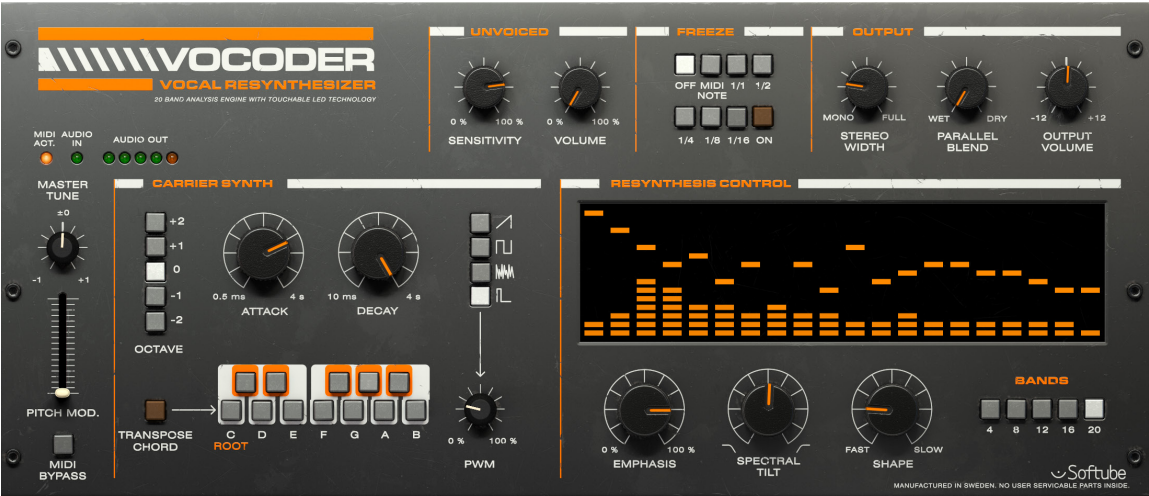 VOCODER
VOCAL RESYNTHESIZER
20 BAND ANALYSIS ENGINE WITH TOUCHABLE LED TECHNOLOGY
UNVOICED
0 % 100 %
SENSITIVITY
0 % 100 %
VOLUME
FREEZE
OFF MIDI NOTE 1/1 1/2
1/4 1/8 1/16 ON
OUTPUT
MONO FULL
STEREO
WIDTH
WET DRY
PARALLEL
BLEND
-12 +12
OUTPUT
VOLUME
MIDI
ACT.
AUDIO
IN
AUDIO OUT
MASTER
TUNE
±0
-1 +1
PITCH MOD.
MIDI
BYPASS
CARRIER SYNTH
+2
+1
0
-1
-2
OCTAVE
0.5 ms 4 s
ATTACK
10 ms 4 s
DECAY
TRANSPOSE
CHORD
C D E F G A B
ROOT
0 % 100 %
PWM
RESYNTHESIS CONTROL
0 % 100 %
EMPHASIS
SPECTRAL
TILT
FAST SLOW
SHAPE
BANDS
4 8 12 16 20
Softube
MANUFACTURED IN SWEDEN. NO USER SERVICABLE PARTS INSIDE.